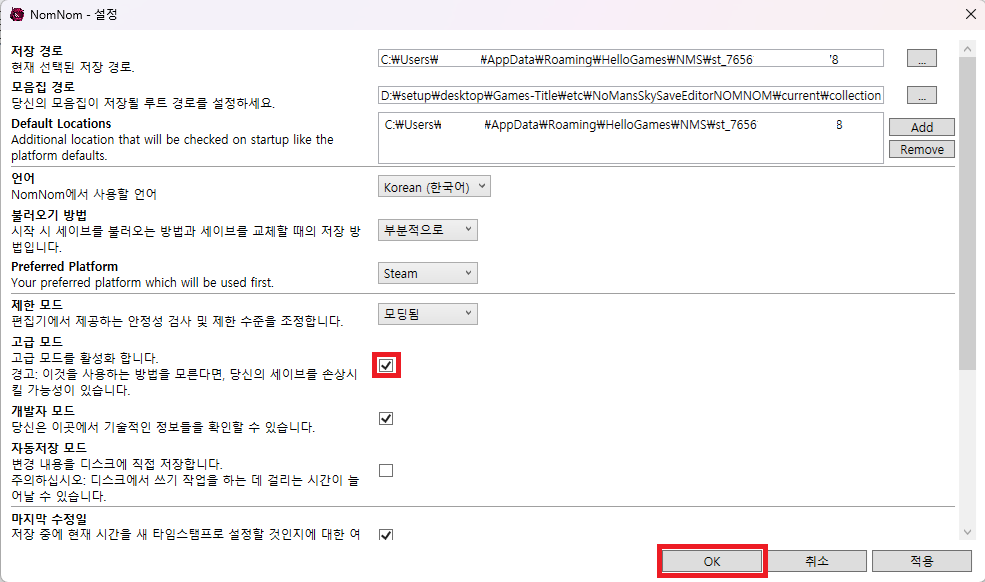 NomNom - 설정
저장 경로
현재 선택된 저장 경로.
C:₩Users₩ ₩AppData₩Roaming₩HelloGames₩NMS₩st_7656 '8
...
모음집 경로
당신의 모음집이 저장될 루트 경로를 설정하세요.
D:₩setup₩desktop₩Games-Title₩etc₩NoMansSkySaveEditorNOMNOM₩current₩collection
...
Default Locations
Additional location that will be checked on startup like the
platform defaults.
C:₩Users₩ ₩AppData₩Roaming₩HelloGames₩NMS₩st_7656 8
Add
Remove
언어
NomNom에서 사용할 언어
Korean (한국어)
불러오기 방법
시작 시 세이브를 불러오는 방법과 세이브를 교체할 때의 저장 방
법입니다.
부분적으로
Preferred Platform
Your preferred platform which will be used first.
Steam
제한 모드
편집기에서 제공하는 안정성 검사 및 제한 수준을 조정합니다.
모딩됨
고급 모드
고급 모드를 활성화 합니다.
경고: 이것을 사용하는 방법을 모른다면, 당신의 세이브를 손상시
킬 가능성이 있습니다.
개발자 모드
당신은 이곳에서 기술적인 정보들을 확인할 수 있습니다.
자동저장 모드
변경 내용을 디스크에 직접 저장합니다.
주의하십시오: 디스크에서 쓰기 작업을 하는 데 걸리는 시간이 늘
어날 수 있습니다.
마지막 수정일
저장 중에 현재 시간을 새 타임스탬프로 설정할 것인지에 대한 여
OK
취소
적용